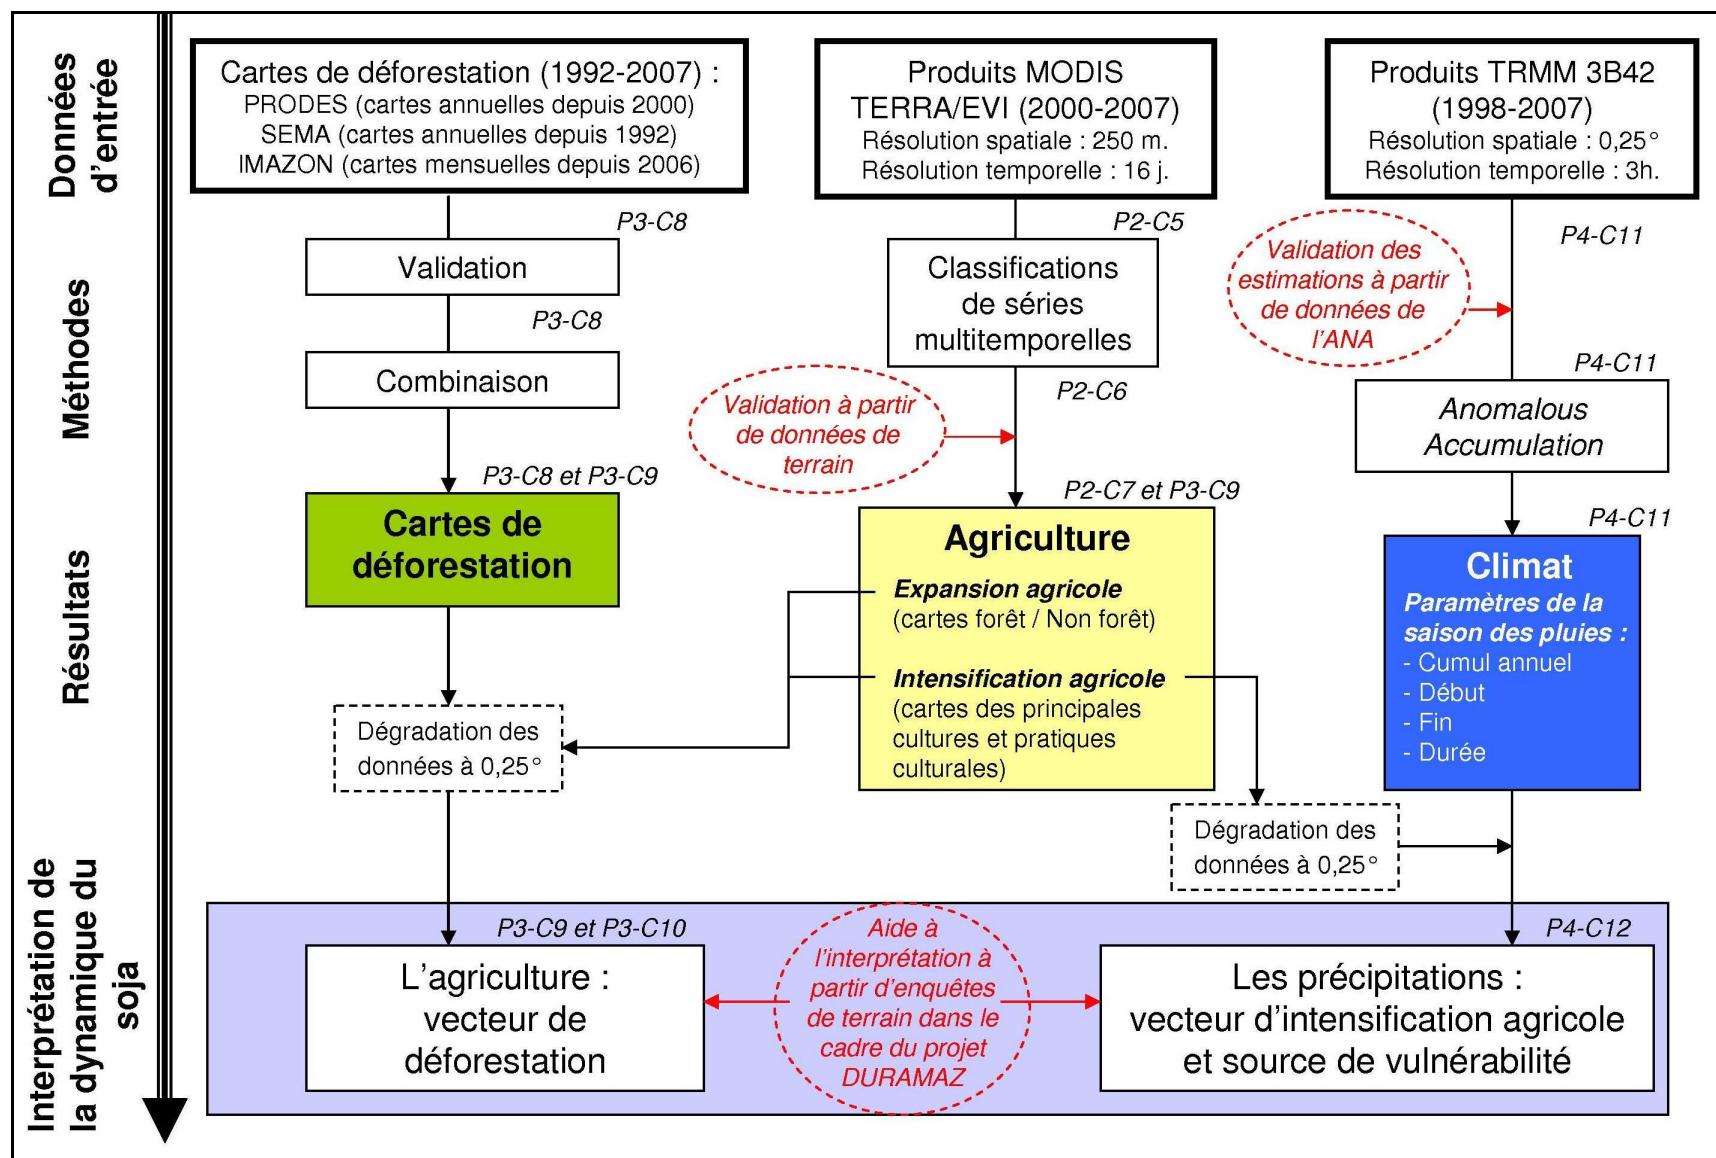 Données
d'entrée
Cartes de déforestation (1992-2007) :
PRODES (cartes annuelles depuis 2000)
SEMA (cartes annuelles depuis 1992)
IMAZON (cartes mensuelles depuis 2006)
Produits MODIS
TERRA/EVI (2000-2007)
Résolution spatiale : 250 m.
Résolution temporelle : 16 j.
Produits TRMM 3B42
(1998-2007)
Résolution spatiale : 0,25°
Résolution temporelle : 3h.
Méthodes
P3-C8
Validation
P3-C8
Combinaison
P2-C5
Classifications
de séries
multitemporelles
P2-C6
Validation à partir
de données de
terrain
P4-C11
Validation des
estimations à partir
de données de
l'ANA
P4-C11
Anomalous
Accumulation
Résultats
P3-C8 et P3-C9
Cartes de
déforestation
Dégradation des
données à 0,25°
P2-C7 et P3-C9
Agriculture
Expansion agricole
(cartes forêt / Non forêt)
Intensification agricole
(cartes des principales
cultures et pratiques
culturales)
P4-C11
Climat
Paramètres de la
saison des pluies :
- Cumul annuel
- Début
- Fin
- Durée
Dégradation des
données à 0,25°
Interprétation de
la dynamique du
soja
P3-C9 et P3-C10
L'agriculture :
vecteur de
déforestation
Aide à
l'interprétation à
partir d'enquêtes
de terrain dans le
cadre du projet
DURAMAZ
P4-C12
Les précipitations :
vecteur d'intensification agricole
et source de vulnérabilité